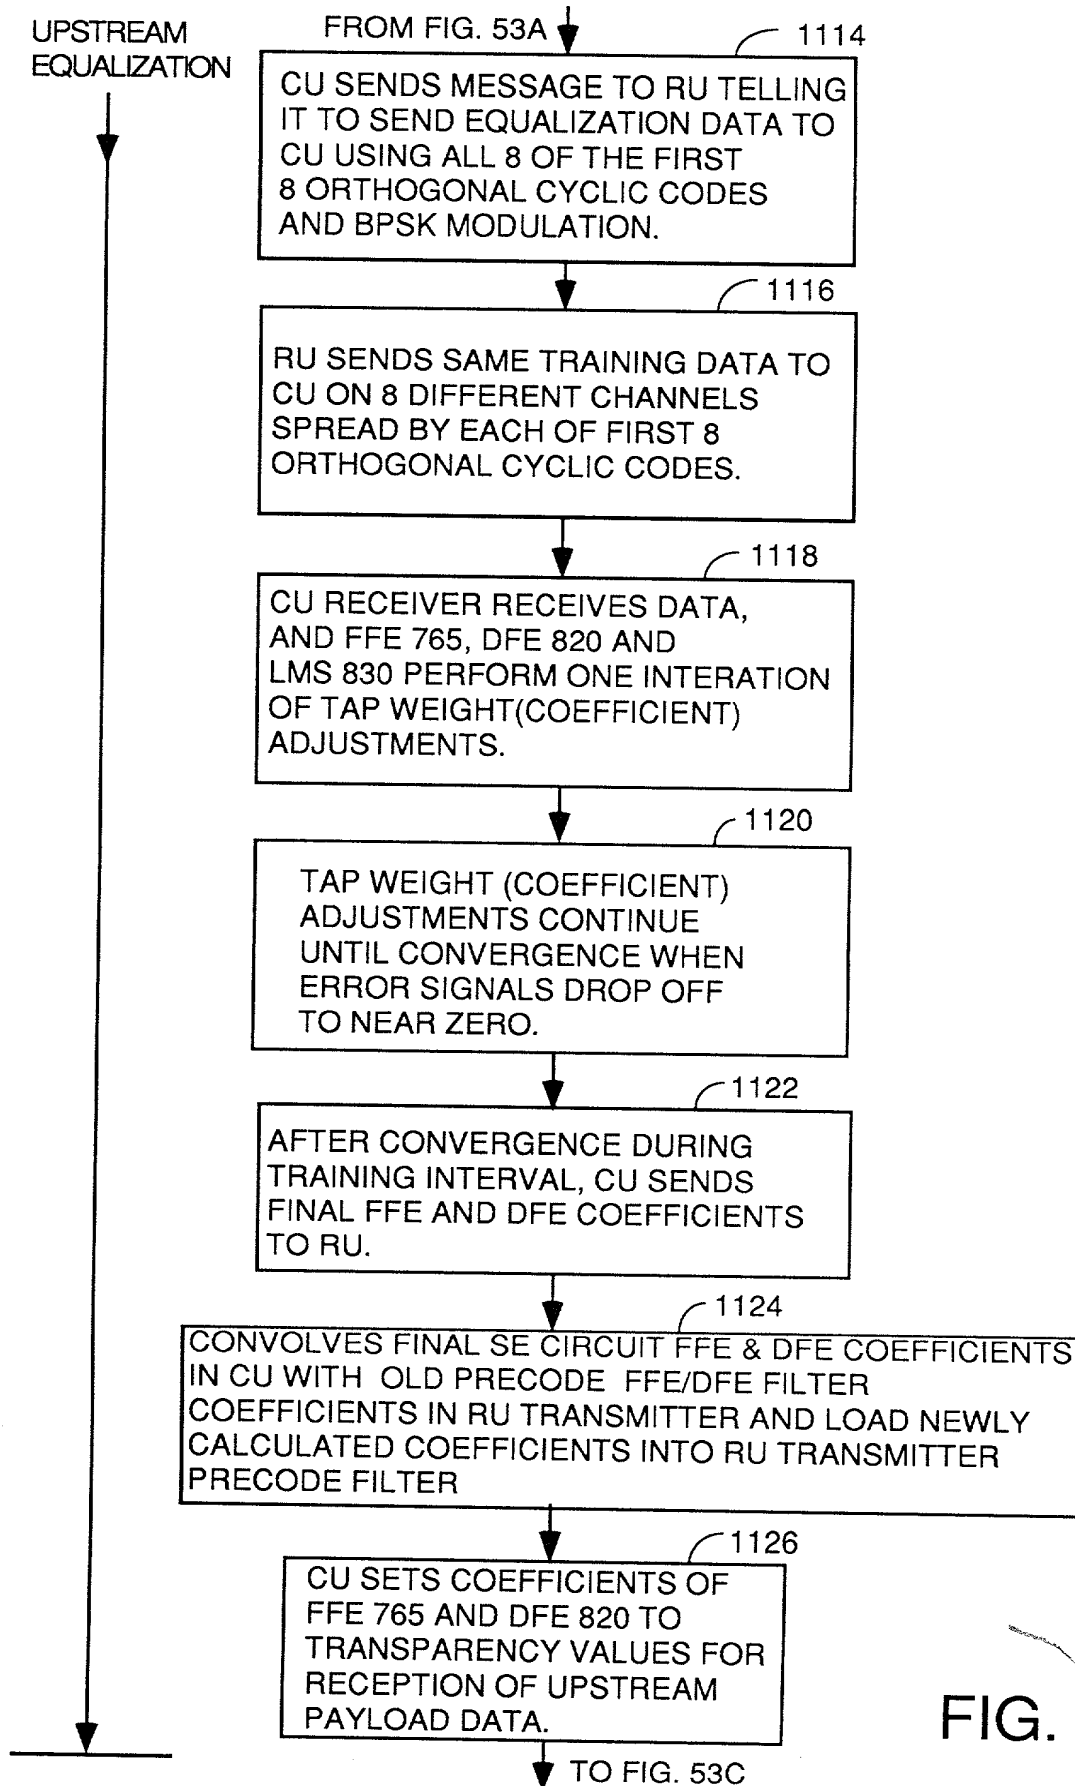 UPSTREAM
EQUALIZATION
FROM FIG. 53A
1114
CU SENDS MESSAGE TO RU TELLING
IT TO SEND EQUALIZATION DATA TO
CU USING ALL 8 OF THE FIRST
8 ORTHOGONAL CYCLIC CODES
AND BPSK MODULATION.
1116
RU SENDS SAME TRAINING DATA TO
CU ON 8 DIFFERENT CHANNELS
SPREAD BY EACH OF FIRST 8
ORTHOGONAL CYCLIC CODES.
1118
CU RECEIVER RECEIVES DATA,
AND FFE 765, DFE 820 AND
LMS 830 PERFORM ONE INTERATION
OF TAP WEIGHT(COEFFICIENT)
ADJUSTMENTS.
1120
TAP WEIGHT (COEFFICIENT)
ADJUSTMENTS CONTINUE
UNTIL CONVERGENCE WHEN
ERROR SIGNALS DROP OFF
TO NEAR ZERO.
1122
AFTER CONVERGENCE DURING
TRAINING INTERVAL, CU SENDS
FINAL FFE AND DFE COEFFICIENTS
TO RU.
1124
CONVOLVES FINAL SE CIRCUIT FFE & DFE COEFFICIENTS
IN CU WITH OLD PRECODE FFE/DFE FILTER
COEFFICIENTS IN RU TRANSMITTER AND LOAD NEWLY
CALCULATED COEFFICIENTS INTO RU TRANSMITTER
PRECODE FILTER
1126
CU SETS COEFFICIENTS OF
FFE 765 AND DFE 820 TO
TRANSPARENCY VALUES FOR
RECEPTION OF UPSTREAM
PAYLOAD DATA.
FIG.
TO FIG. 53C